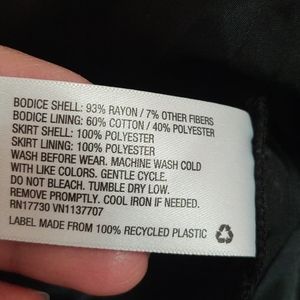 BODICE SHELL: 93% RAYON / 7% OTHER FIBERS
BODICE LINING: 60% COTTON / 40% POLYESTER
SKIRT SHELL: 100% POLYESTER
SKIRT LINING: 100% POLYESTER
WASH BEFORE WEAR. MACHINE WASH COLD
WITH LIKE COLORS. GENTLE CYCLE.
DO NOT BLEACH. TUMBLE DRY LOW.
REMOVE PROMPTLY. COOL IRON IF NEEDED.
RN17730 VN1137707
LABEL MADE FROM 100% RECYCLED PLASTIC